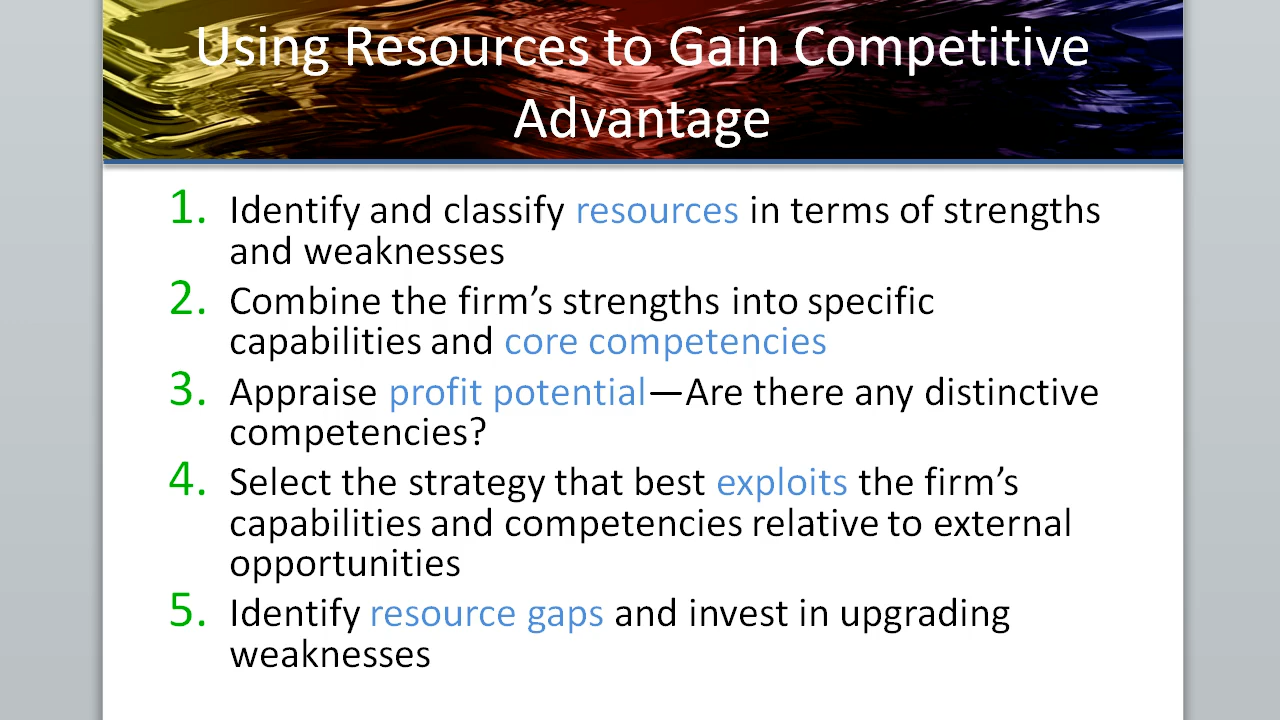 Using Resources to Gain Competitive
Advantage
1. Identify and classify resources in terms of strengths
and weaknesses
2. Combine the firm’s strengths into specific
capabilities and core competencies
3. Appraise profit potential—Are there any distinctive
competencies?
4. Select the strategy that best exploits the firm’s
capabilities and competencies relative to external
opportunities
5. Identify resource gaps and invest in upgrading
weaknesses